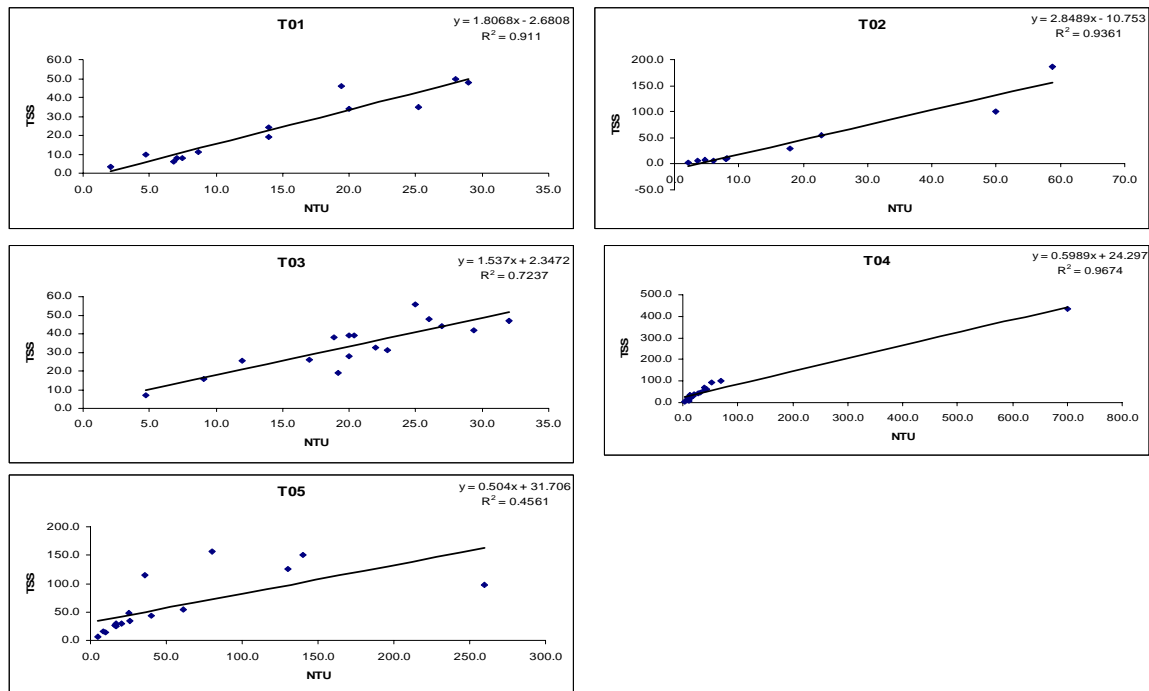 T01
y = 1.8068x - 2.6808
R² = 0.911
60.0
50.0
40.0
30.0
20.0
10.0
0.0
TSS
0.0 5.0 10.0 15.0 20.0 25.0 30.0 35.0
NTU
T02
y = 2.8489x - 10.753
R² = 0.9361
200.0
150.0
100.0
50.0
0.0
-50.0
TSS
0.0 10.0 20.0 30.0 40.0 50.0 60.0 70.0
NTU
T03
y = 1.537x + 2.3472
R² = 0.7237
60.0
50.0
40.0
30.0
20.0
10.0
0.0
TSS
0.0 5.0 10.0 15.0 20.0 25.0 30.0 35.0
NTU
T04
y = 0.5989x + 24.297
R² = 0.9674
500.0
400.0
300.0
200.0
100.0
0.0
TSS
0.0 100.0 200.0 300.0 400.0 500.0 600.0 700.0 800.0
NTU
T05
y = 0.504x + 31.706
R² = 0.4561
200.0
150.0
100.0
50.0
0.0
TSS
0.0 50.0 100.0 150.0 200.0 250.0 300.0
NTU